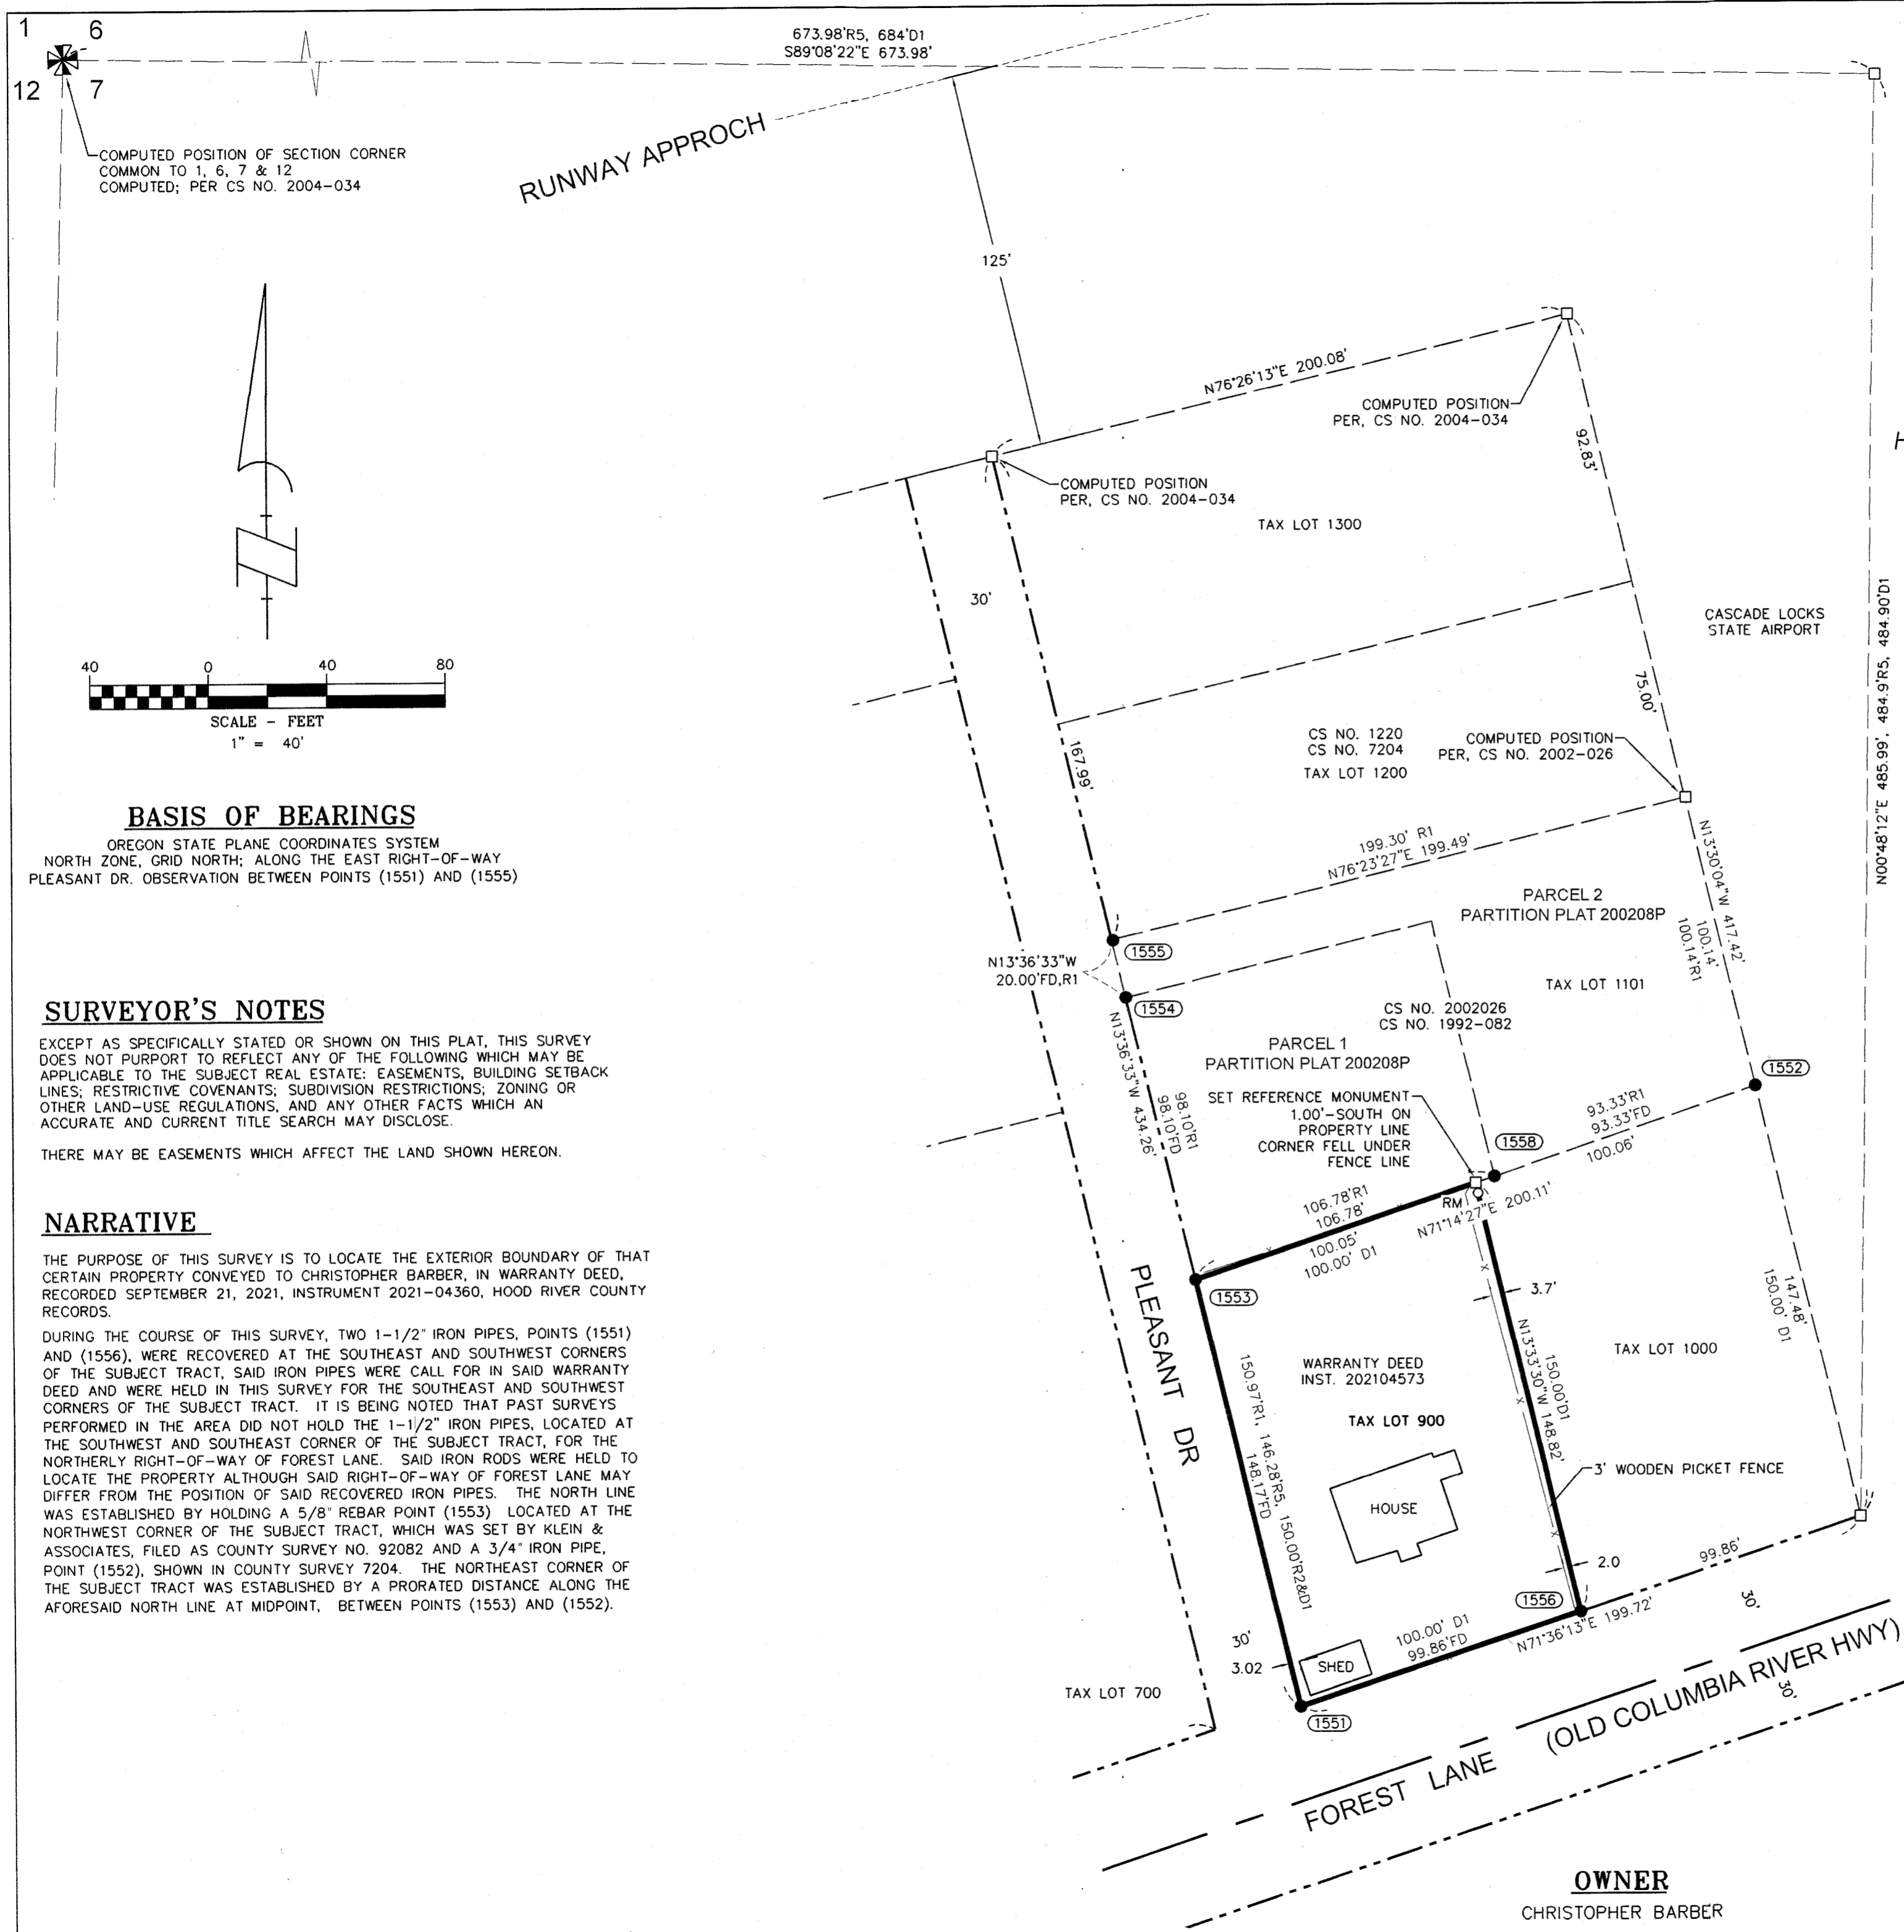 1 6
12 7
673.98'R5, 684'D1
S89°08'22"E 673.98'
COMPUTED POSITION OF SECTION CORNER
COMMON TO 1, 6, 7 & 12
COMPUTED; PER CS NO. 2004-034
RUNWAY APPROCH
125'
N76°26'13"E 200.08'
COMPUTED POSITION
PER, CS NO. 2004-034
92.83'
H
COMPUTED POSITION
PER, CS NO. 2004-034
TAX LOT 1300
30'
CASCADE LOCKS
STATE AIRPORT
N00°48'12"E 485.99', 484.9'R5, 484.90'D1
40 0 40 80
SCALE - FEET
1" = 40'
75.00'
167.99'
CS NO. 1220
CS NO. 7204
TAX LOT 1200
COMPUTED POSITION
PER, CS NO. 2002-026
BASIS OF BEARINGS
OREGON STATE PLANE COORDINATES SYSTEM
NORTH ZONE, GRID NORTH; ALONG THE EAST RIGHT-OF-WAY
PLEASANT DR. OBSERVATION BETWEEN POINTS (1551) AND (1555)
199.30' R1
N76°23'27"E 199.49'
N13°30'04"W 417.42'
100.14'
100.14'R1
PARCEL 2
PARTITION PLAT 200208P
1555
N13°36'33"W
20.00'FD,R1
1554
TAX LOT 1101
CS NO. 2002026
CS NO. 1992-082
N13°36'33"W 434.26'
98.10'R1
98.10'FD
PARCEL 1
PARTITION PLAT 200208P
SET REFERENCE MONUMENT
1.00'-SOUTH ON
PROPERTY LINE
CORNER FELL UNDER
FENCE LINE
1552
1558
93.33'R1
93.33'FD
100.06'
SURVEYOR'S NOTES
EXCEPT AS SPECIFICALLY STATED OR SHOWN ON THIS PLAT, THIS SURVEY
DOES NOT PURPORT TO REFLECT ANY OF THE FOLLOWING WHICH MAY BE
APPLICABLE TO THE SUBJECT REAL ESTATE: EASEMENTS, BUILDING SETBACK
LINES; RESTRICTIVE COVENANTS; SUBDIVISION RESTRICTIONS; ZONING OR
OTHER LAND-USE REGULATIONS, AND ANY OTHER FACTS WHICH AN
ACCURATE AND CURRENT TITLE SEARCH MAY DISCLOSE.
THERE MAY BE EASEMENTS WHICH AFFECT THE LAND SHOWN HEREON.
106.78'R1
106.78'
100.05'
100.00' D1
RM
N71°14'27"E 200.11'
1553
PLEASANT DR
NARRATIVE
THE PURPOSE OF THIS SURVEY IS TO LOCATE THE EXTERIOR BOUNDARY OF THAT
CERTAIN PROPERTY CONVEYED TO CHRISTOPHER BARBER, IN WARRANTY DEED,
RECORDED SEPTEMBER 21, 2021, INSTRUMENT 2021-04360, HOOD RIVER COUNTY
RECORDS.
DURING THE COURSE OF THIS SURVEY, TWO 1-1/2" IRON PIPES, POINTS (1551)
AND (1556), WERE RECOVERED AT THE SOUTHEAST AND SOUTHWEST CORNERS
OF THE SUBJECT TRACT, SAID IRON PIPES WERE CALL FOR IN SAID WARRANTY
DEED AND WERE HELD IN THIS SURVEY FOR THE SOUTHEAST AND SOUTHWEST
CORNERS OF THE SUBJECT TRACT. IT IS BEING NOTED THAT PAST SURVEYS
PERFORMED IN THE AREA DID NOT HOLD THE 1-1/2" IRON PIPES, LOCATED AT
THE SOUTHWEST AND SOUTHEAST CORNER OF THE SUBJECT TRACT, FOR THE
NORTHERLY RIGHT-OF-WAY OF FOREST LANE. SAID IRON RODS WERE HELD TO
LOCATE THE PROPERTY ALTHOUGH SAID RIGHT-OF-WAY OF FOREST LANE MAY
DIFFER FROM THE POSITION OF SAID RECOVERED IRON PIPES. THE NORTH LINE
WAS ESTABLISHED BY HOLDING A 5/8" REBAR POINT (1553) LOCATED AT THE
NORTHWEST CORNER OF THE SUBJECT TRACT, WHICH WAS SET BY KLEIN &
ASSOCIATES, FILED AS COUNTY SURVEY NO. 92082 AND A 3/4" IRON PIPE,
POINT (1552), SHOWN IN COUNTY SURVEY 7204. THE NORTHEAST CORNER OF
THE SUBJECT TRACT WAS ESTABLISHED BY A PRORATED DISTANCE ALONG THE
AFORESAID NORTH LINE AT MIDPOINT, BETWEEN POINTS (1553) AND (1552).
3.7'
147.48'
150.00' D1
TAX LOT 1000
150.00'D1
N13°33'30"W 148.82'
WARRANTY DEED
INST. 202104573
TAX LOT 900
150.97'R1, 146.28'R5, 150.00'R2&D1
148.17'FD
3' WOODEN PICKET FENCE
HOUSE
2.0
99.86'
1556
100.00' D1
99.86'FD
N71°36'13"E 199.72'
30'
30'
3.02
SHED
TAX LOT 700
1551
30'
FOREST LANE (OLD COLUMBIA RIVER HWY)
OWNER
CHRISTOPHER BARBER